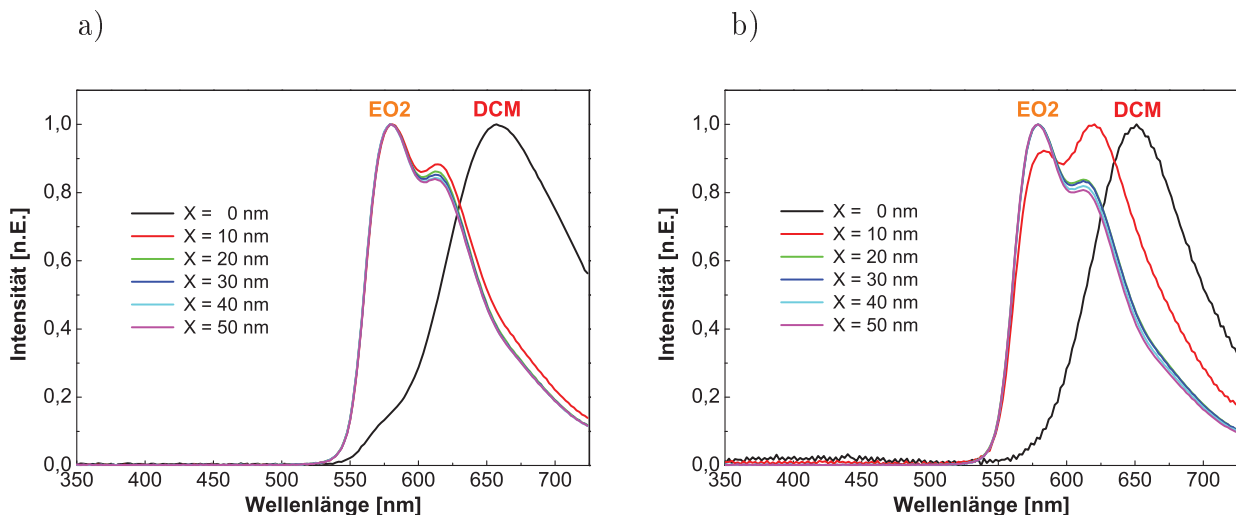 a)
EO2 DCM
1,0
0,8
0,6
0,4
0,2
0,0
Intensität [n.E.]
X = 0 nm
X = 10 nm
X = 20 nm
X = 30 nm
X = 40 nm
X = 50 nm
350 400 450 500 550 600 650 700
Wellenlänge [nm]
b)
EO2 DCM
1,0
0,8
0,6
0,4
0,2
0,0
Intensität [n.E.]
X = 0 nm
X = 10 nm
X = 20 nm
X = 30 nm
X = 40 nm
X = 50 nm
350 400 450 500 550 600 650 700
Wellenlänge [nm]